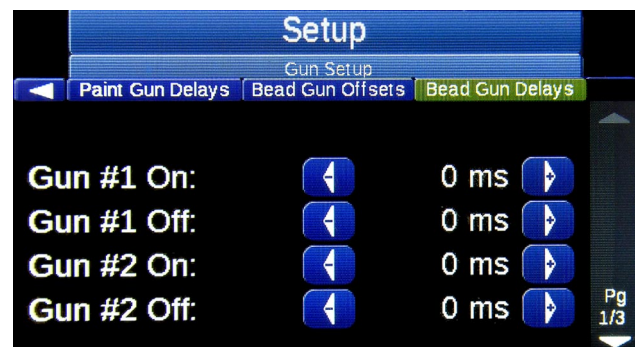 Setup
Gun Setup
Paint Gun Delays Bead Gun Offsets Bead Gun Delays
Gun #1 On: - 0 ms +
Gun #1 Off: - 0 ms +
Gun #2 On: - 0 ms +
Gun #2 Off: - 0 ms +
Pg
1/3